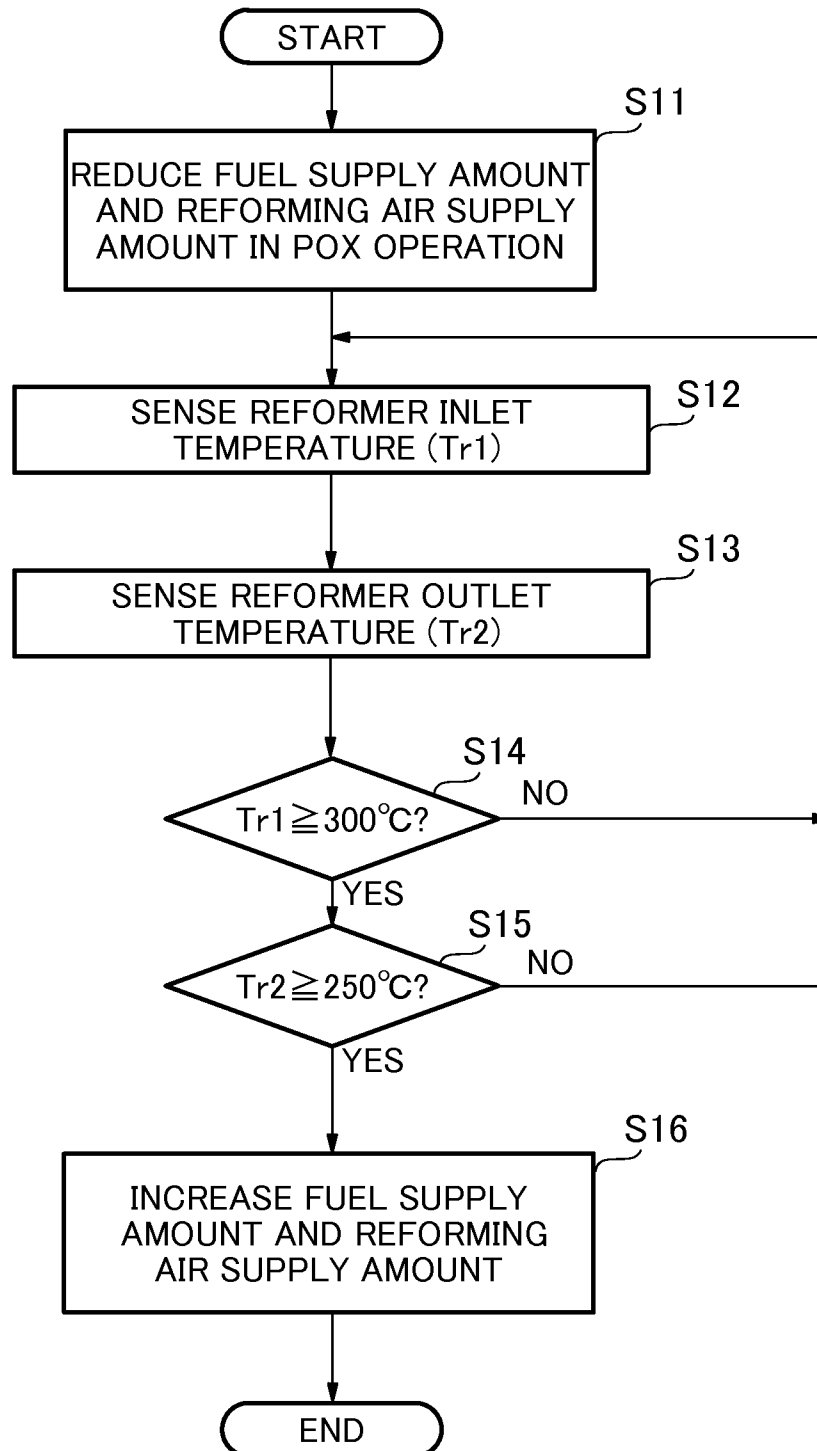 START
S11
REDUCE FUEL SUPPLY AMOUNT
AND REFORMING AIR SUPPLY
AMOUNT IN POX OPERATION
S12
SENSE REFORMER INLET
TEMPERATURE (Tr1)
S13
SENSE REFORMER OUTLET
TEMPERATURE (Tr2)
S14
Tr1≧300℃?
NO
YES
S15
Tr2≧250℃?
NO
YES
S16
INCREASE FUEL SUPPLY
AMOUNT AND REFORMING
AIR SUPPLY AMOUNT
END